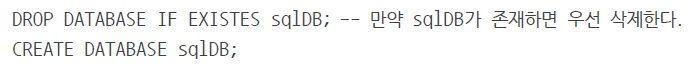 DROP DATABASE IF EXISTES sqlDB; -- 만약 sqlDB가 존재하면 우선 삭제한다.
CREATE DATABASE sqlDB;